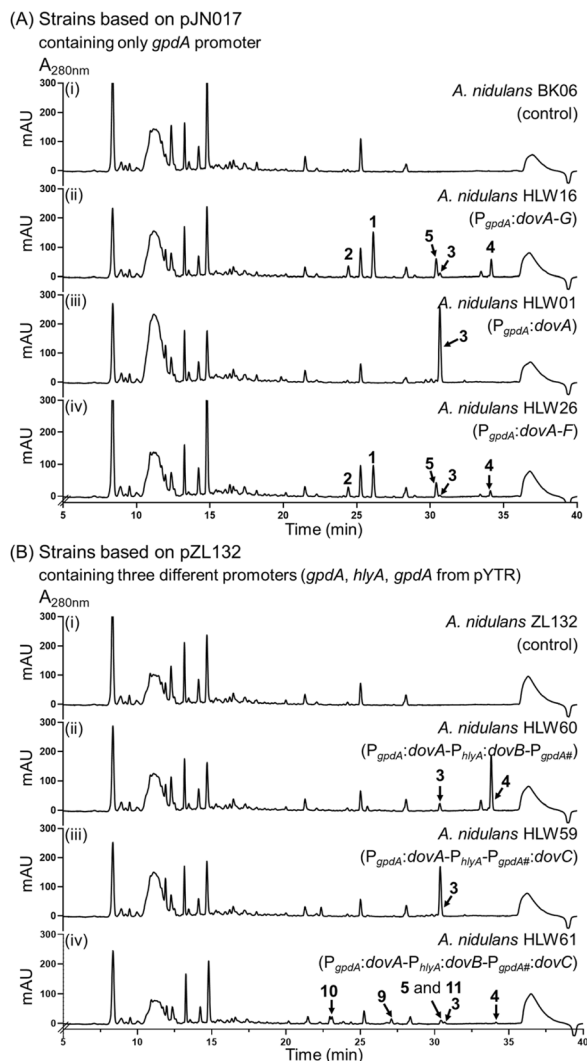 (A) Strains based on pJN017
containing only gpdA promoter
A280nm
(i)
A. nidulans BK06
(control)
mAU
300
200
100
0
(ii)
A. nidulans HLW16
(PgpdA:dovA-G)
mAU
300
200
100
0
2
1
5
3
4
(iii)
A. nidulans HLW01
(PgpdA:dovA)
mAU
300
200
100
0
3
(iv)
A. nidulans HLW26
(PgpdA:dovA-F)
mAU
300
200
100
0
2
1
5
3
4
5 10 15 20 25 30 35 40
Time (min)
(B) Strains based on pZL132
containing three different promoters (gpdA, hlyA, gpdA from pYTR)
A280nm
(i)
A. nidulans ZL132
(control)
mAU
300
200
100
0
(ii)
A. nidulans HLW60
(PgpdA:dovA-PhlyA:dovB-PgpdA#)
mAU
300
200
100
0
3
4
(iii)
A. nidulans HLW59
(PgpdA:dovA-PhlyA-PgpdA#:dovC)
mAU
300
200
100
0
3
(iv)
A. nidulans HLW61
(PgpdA:dovA-PhlyA:dovB-PgpdA#:dovC)
mAU
300
200
100
0
10
9
5 and 11
3
4
5 10 15 20 25 30 35 40
Time (min)